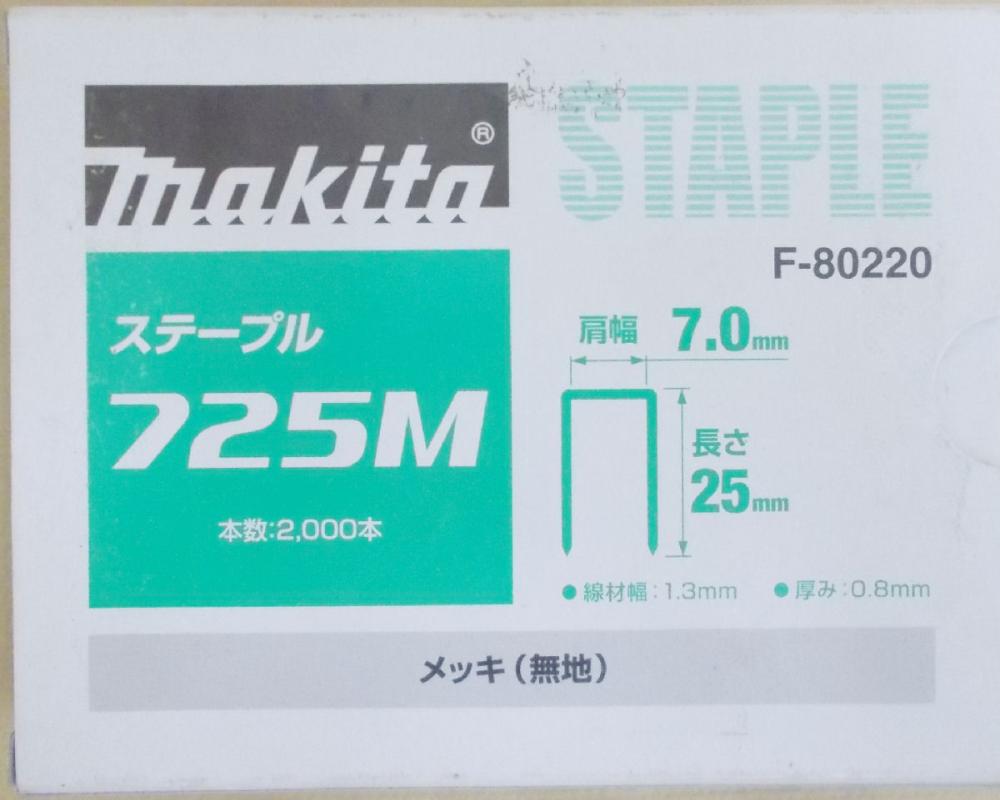 makita®
STAPLE
F-80220
ステープル
725M
本数:2,000本
肩幅 7.0mm
長さ
25mm
●線材幅:1.3mm ●厚み:0.8mm
メッキ(無地)